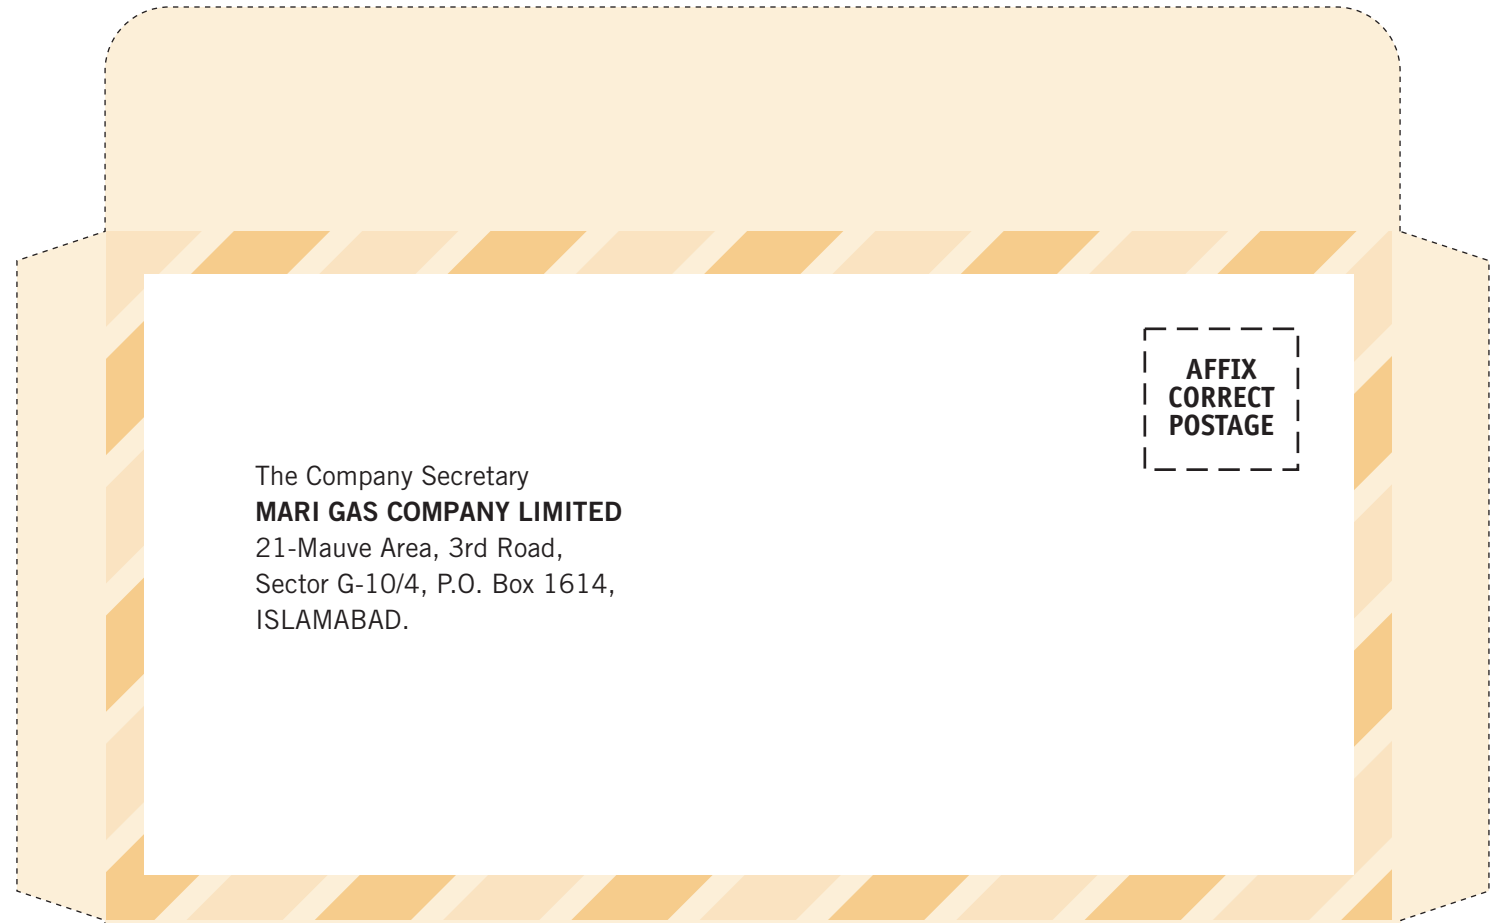 AFFIX
CORRECT
POSTAGE
The Company Secretary
MARI GAS COMPANY LIMITED
21-Mauve Area, 3rd Road,
Sector G-10/4, P.O. Box 1614,
ISLAMABAD.